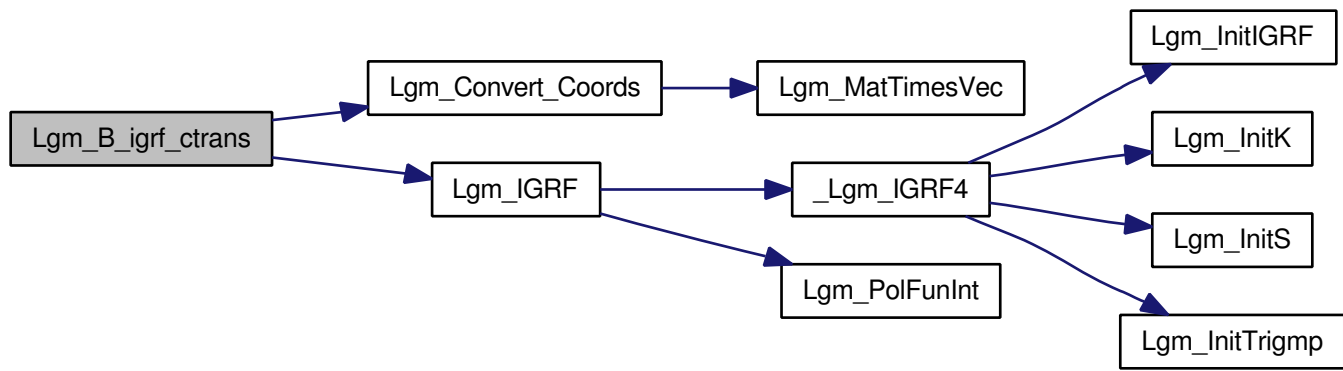 Lgm_B_igrf_ctrans
Lgm_Convert_Coords
Lgm_MatTimesVec
Lgm_IGRF
_Lgm_IGRF4
Lgm_PolFunInt
Lgm_InitIGRF
Lgm_InitK
Lgm_InitS
Lgm_InitTrigmp